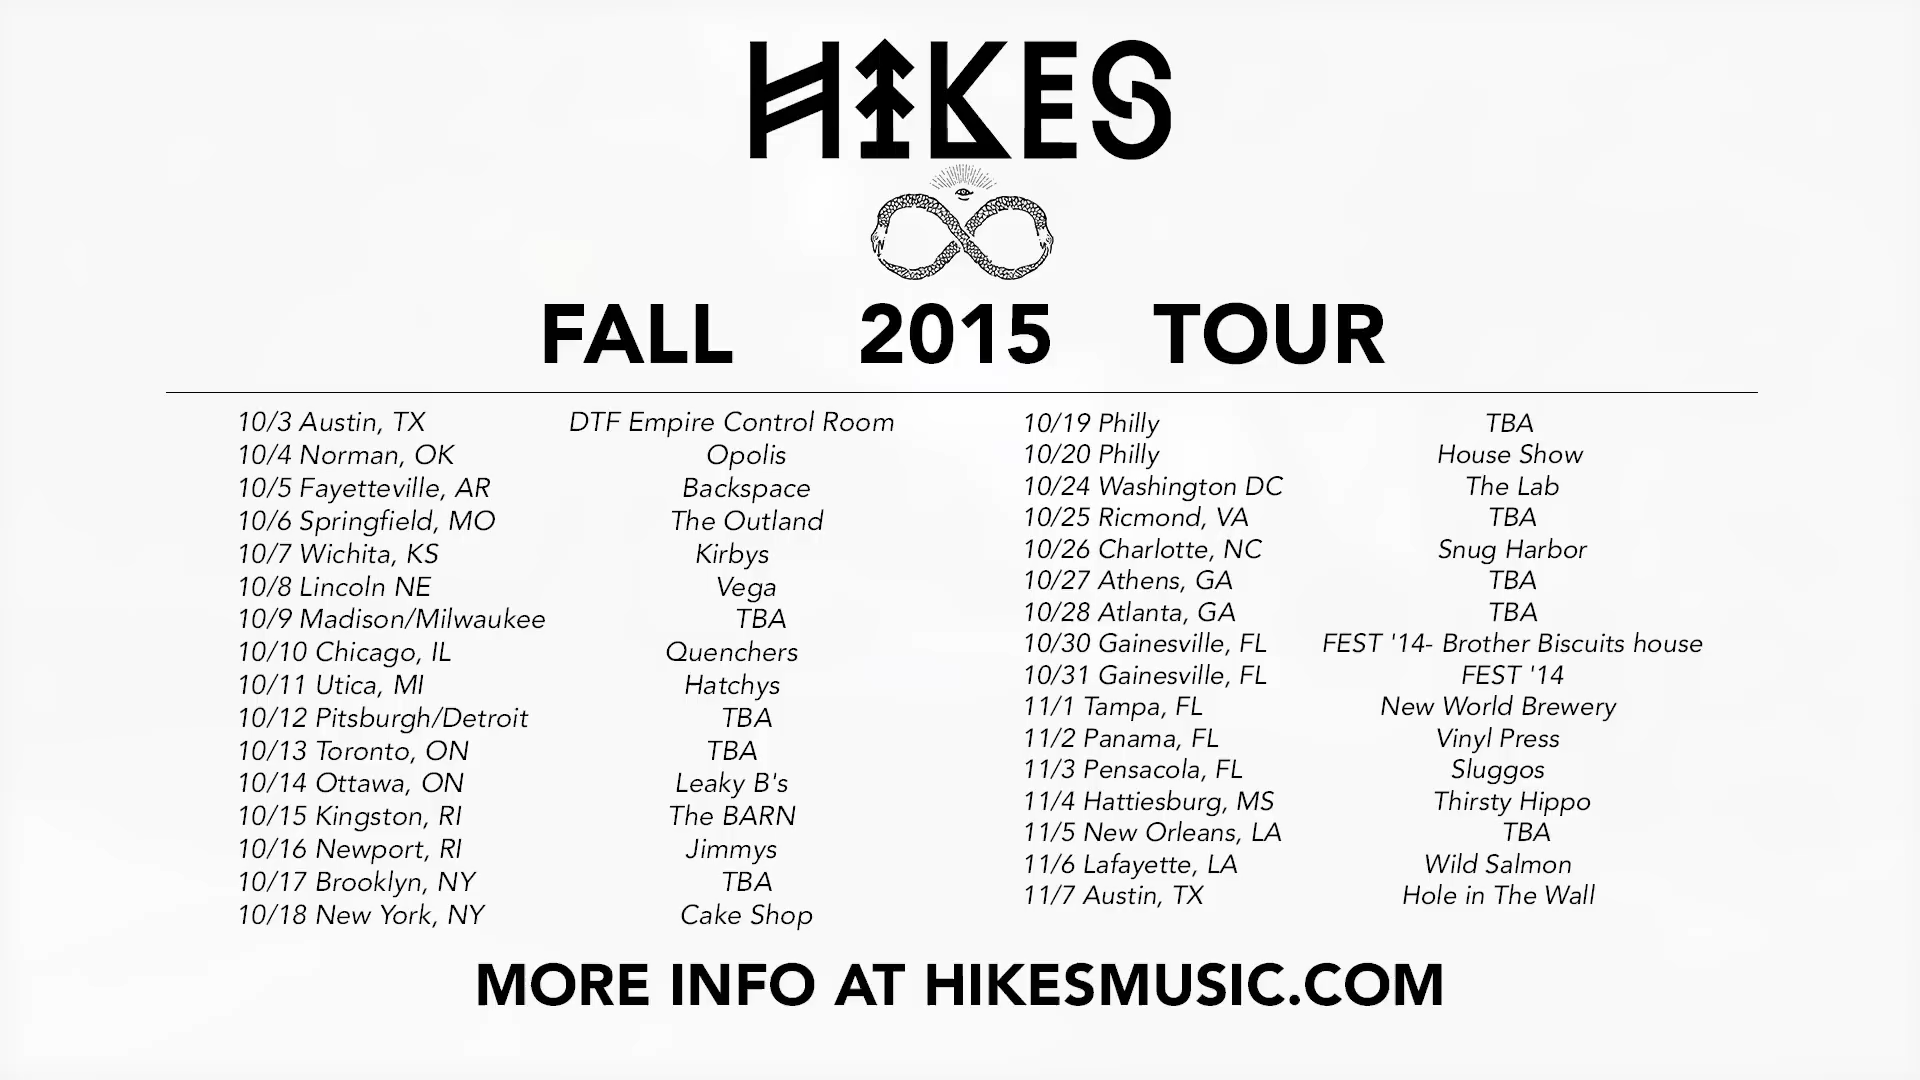 HIKES
FALL 2015 TOUR
10/3 Austin, TX DTF Empire Control Room
10/4 Norman, OK Opolis
10/5 Fayetteville, AR Backspace
10/6 Springfield, MO The Outland
10/7 Wichita, KS Kirbys
10/8 Lincoln NE Vega
10/9 Madison/Milwaukee TBA
10/10 Chicago, IL Quenchers
10/11 Utica, MI Hatchys
10/12 Pitsburgh/Detroit TBA
10/13 Toronto, ON TBA
10/14 Ottawa, ON Leaky B's
10/15 Kingston, RI The BARN
10/16 Newport, RI Jimmys
10/17 Brooklyn, NY TBA
10/18 New York, NY Cake Shop
10/19 Philly TBA
10/20 Philly House Show
10/24 Washington DC The Lab
10/25 Ricmond, VA TBA
10/26 Charlotte, NC Snug Harbor
10/27 Athens, GA TBA
10/28 Atlanta, GA TBA
10/30 Gainesville, FL FEST '14- Brother Biscuits house
10/31 Gainesville, FL FEST '14
11/1 Tampa, FL New World Brewery
11/2 Panama, FL Vinyl Press
11/3 Pensacola, FL Sluggos
11/4 Hattiesburg, MS Thirsty Hippo
11/5 New Orleans, LA TBA
11/6 Lafayette, LA Wild Salmon
11/7 Austin, TX Hole in The Wall
MORE INFO AT HIKESMUSIC.COM